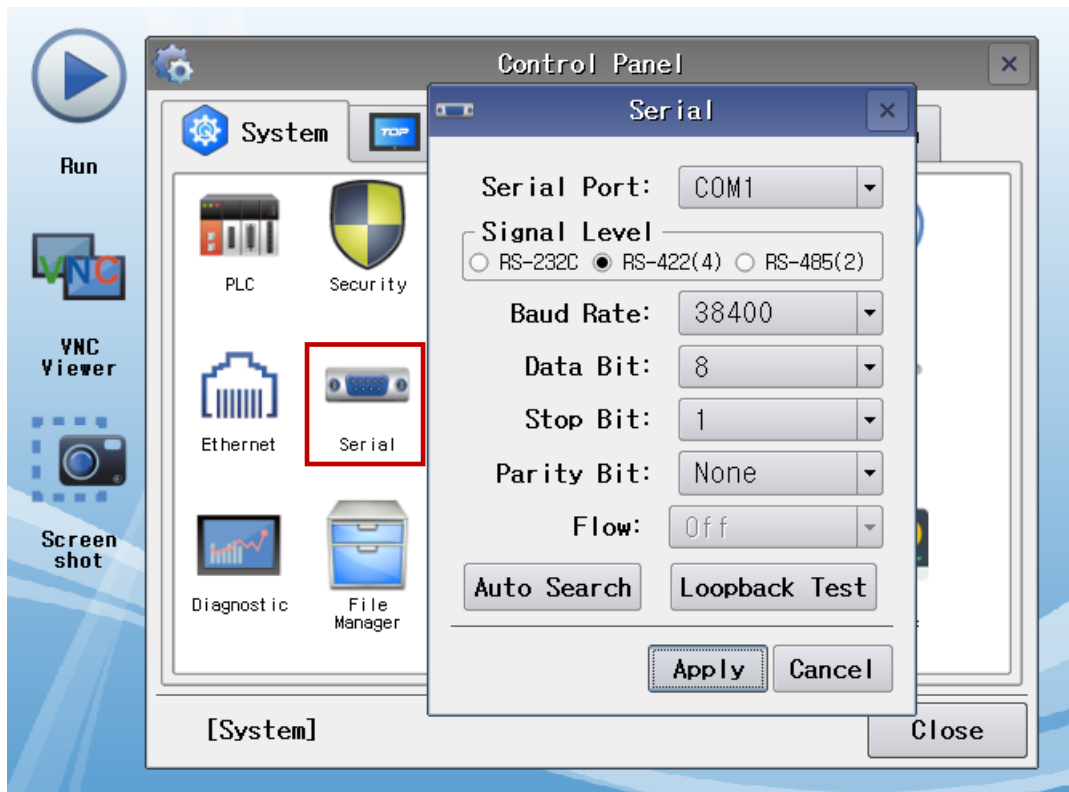 Control Panel
Serial
System
TOP
Run
Serial Port: COM1
Signal Level
RS-232C RS-422(4) RS-485(2)
PLC
Security
Baud Rate: 38400
VNC
VNC
Viewer
Data Bit: 8
Stop Bit: 1
Ethernet
Serial
Parity Bit: None
Flow: Off
Screen
shot
Auto Search Loopback Test
Diagnostic
File
Manager
Apply Cancel
[System]
Close